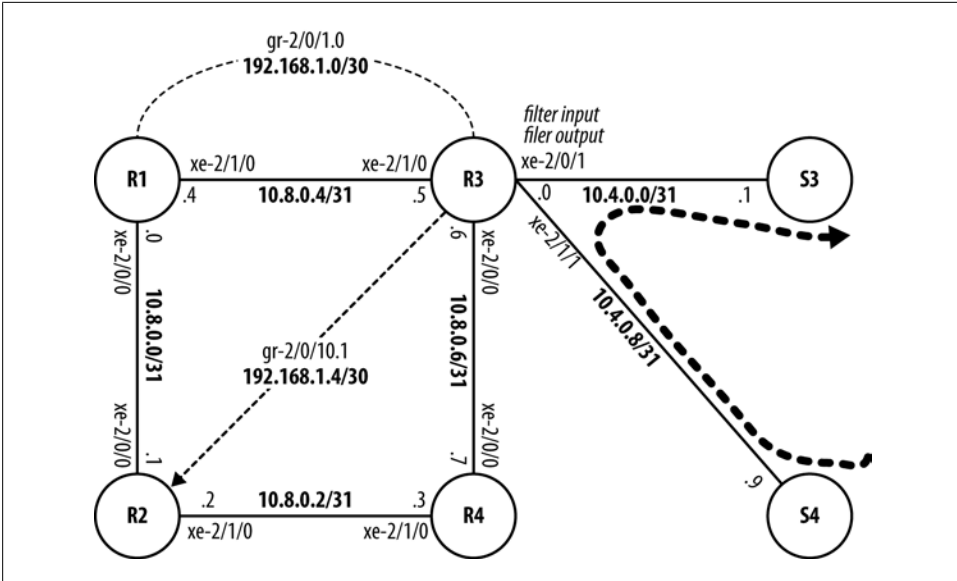 gr-2/0/1.0
192.168.1.0/30
filter input
filer output
xe-2/0/1
R1
xe-2/1/0
xe-2/1/0
R3
S3
.4
10.8.0.4/31
.5
.0
10.4.0.0/31
.1
xe-2/1/1
.0
xe-2/0/0
.6
xe-2/0/0
10.8.0.0/31
10.8.0.6/31
10.4.0.8/31
gr-2/0/10.1
192.168.1.4/30
xe-2/0/0
.1
xe-2/0/0
.7
.9
R2
.2
10.8.0.2/31
.3
R4
S4
xe-2/1/0
xe-2/1/0